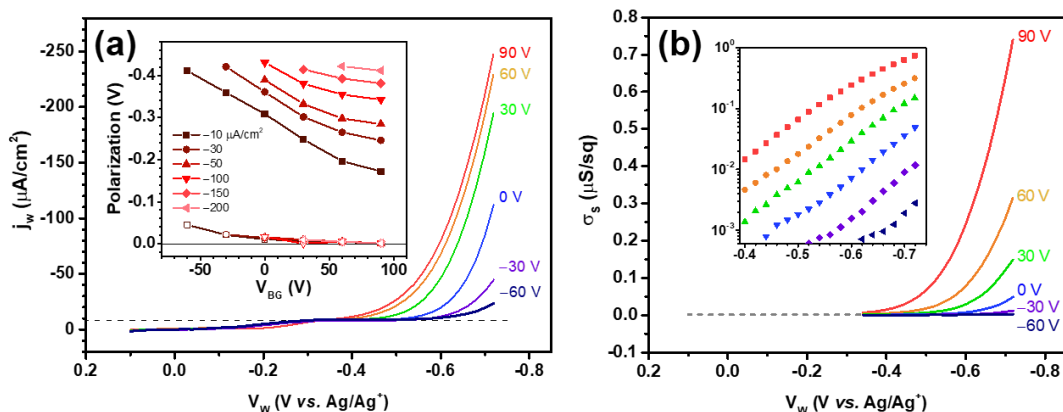 (a)
-250
-200
-150
-100
-50
0
j_w (μA/cm²)
0.2
0.0
-0.2
-0.4
-0.6
-0.8
V_W (V vs. Ag/Ag⁺)
90 V
60 V
30 V
0 V
−30 V
−60 V
-0.4
-0.3
-0.2
-0.1
0.0
Polarization (V)
−10 μA/cm²
−30
−50
−100
−150
−200
-50
0
50
100
V_BG (V)
(b)
0.8
0.7
0.6
0.5
0.4
0.3
0.2
0.1
0.0
-0.1
σ_s (μS/sq)
0.2
0.0
-0.2
-0.4
-0.6
-0.8
V_W (V vs. Ag/Ag⁺)
90 V
60 V
30 V
0 V
−30 V
−60 V
10⁰
10⁻¹
10⁻²
10⁻³
-0.4
-0.5
-0.6
-0.7